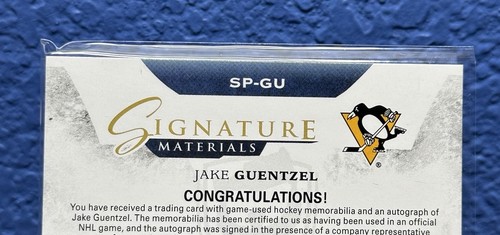 SP-GU
SIGNATURE
MATERIALS
JAKE GUENTZEL
CONGRATULATIONS!
You have received a trading card with game-used hockey memorabilia and an autograph of
Jake Guentzel. The memorabilia has been certified to us as having been used in an official
NHL game, and the autograph was signed in the presence of a company representative